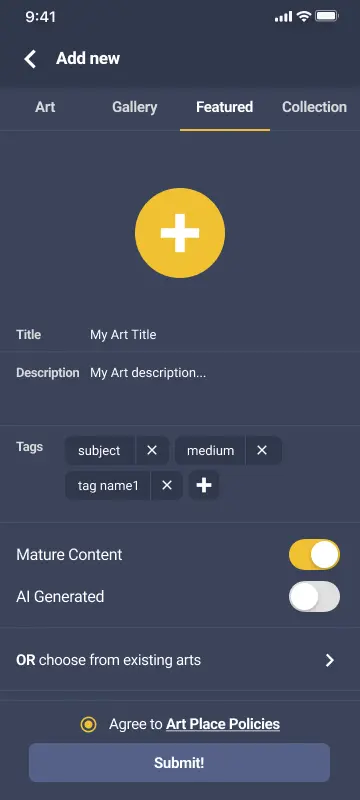 9:41
Add new
Art Gallery Featured Collection
Title My Art Title
Description My Art description...
Tags subject medium
tag name1
Mature Content
AI Generated
OR choose from existing arts
Agree to Art Place Policies
Submit!